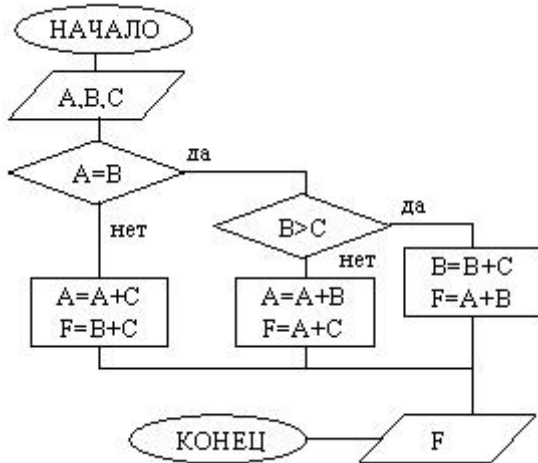 НАЧАЛО
A,B,C
A=B
да
нет
B>C
да
нет
A=A+C
F=B+C
A=A+B
F=A+C
B=B+C
F=A+B
КОНЕЦ
F